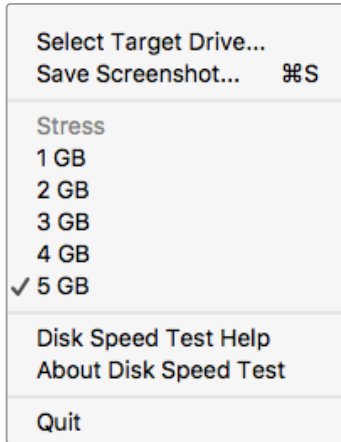 Select Target Drive...
Save Screenshot... ⌘S
Stress
1 GB
2 GB
3 GB
4 GB
✓ 5 GB
Disk Speed Test Help
About Disk Speed Test
Quit